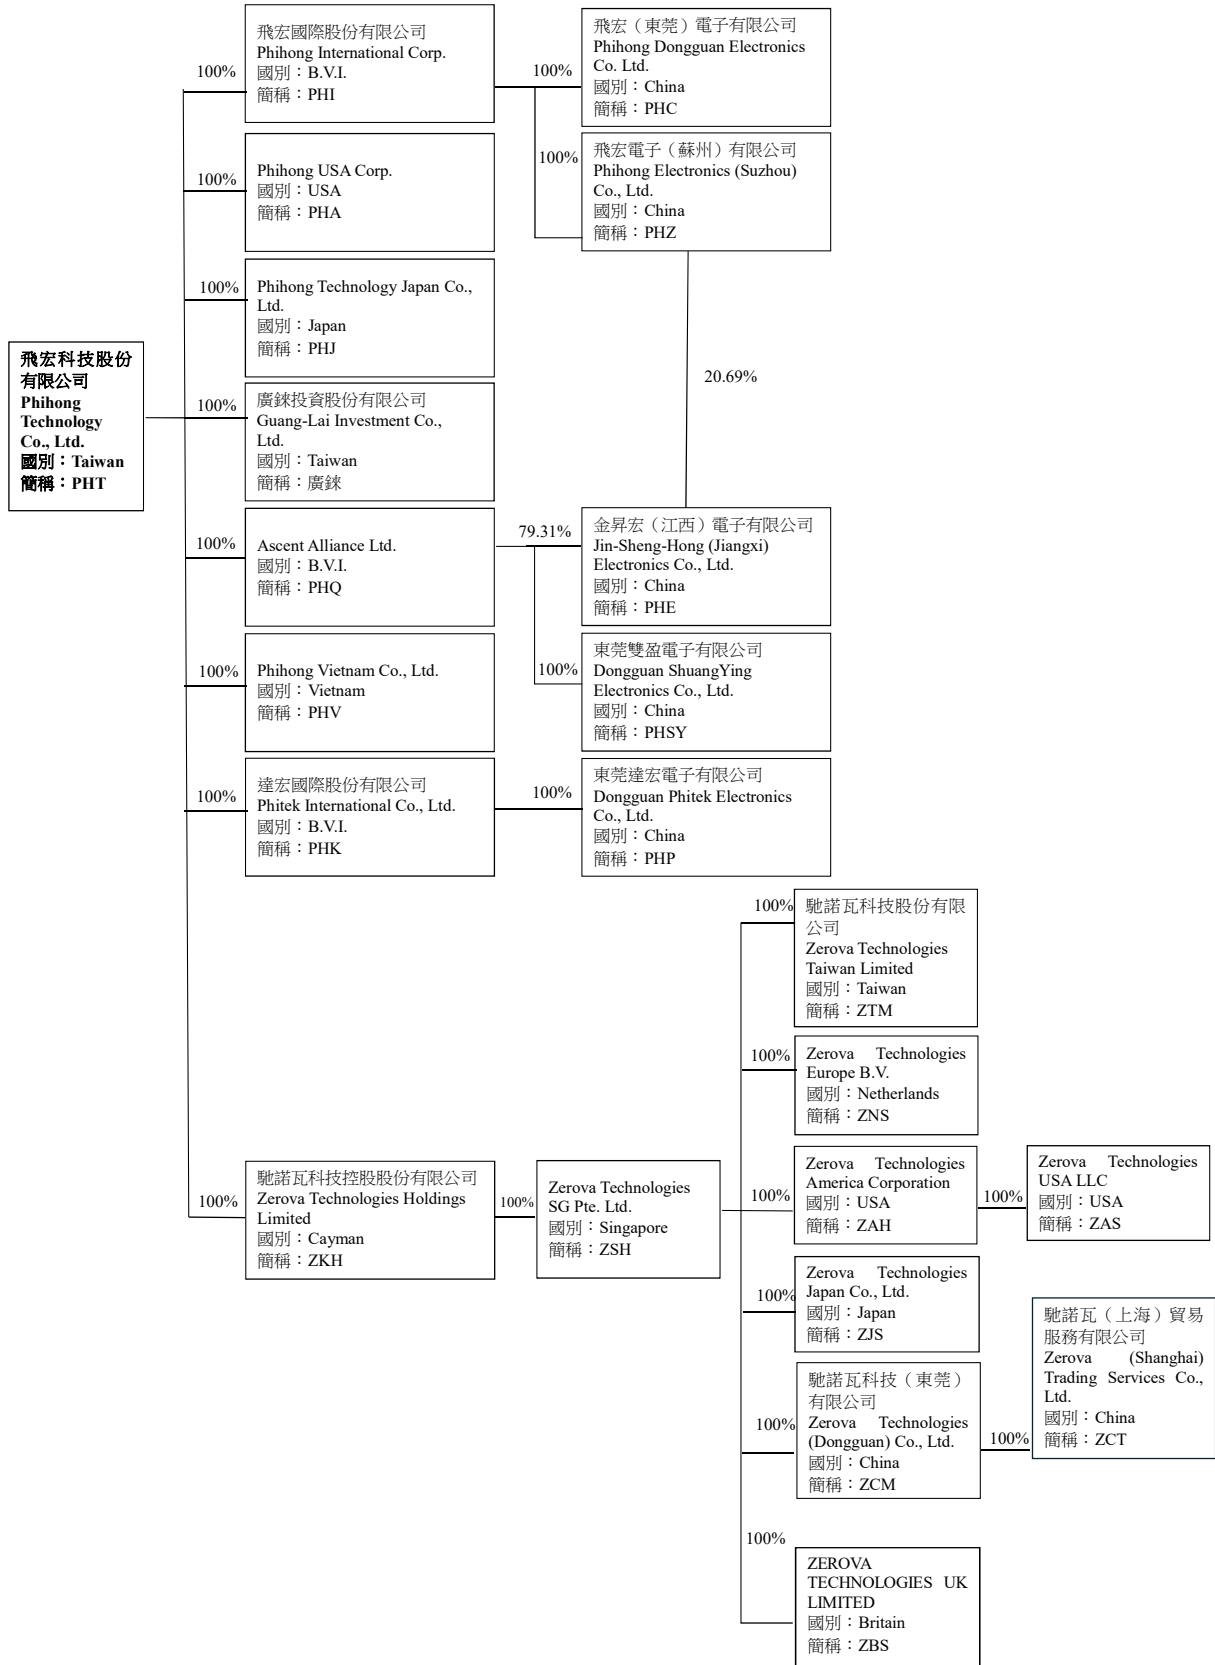 飛宏科技股份
有限公司
Phihong
Technology
Co., Ltd.
國別：Taiwan
簡稱：PHT
100%
飛宏國際股份有限公司
Phihong International Corp.
國別：B.V.I.
簡稱：PHI
100%
飛宏（東莞）電子有限公司
Phihong Dongguan Electronics
Co. Ltd.
國別：China
簡稱：PHC
100%
飛宏電子（蘇州）有限公司
Phihong Electronics (Suzhou)
Co., Ltd.
國別：China
簡稱：PHZ
100%
Phihong USA Corp.
國別：USA
簡稱：PHA
100%
Phihong Technology Japan Co.,
Ltd.
國別：Japan
簡稱：PHJ
20.69%
100%
廣錸投資股份有限公司
Guang-Lai Investment Co.,
Ltd.
國別：Taiwan
簡稱：廣錸
100%
Ascent Alliance Ltd.
國別：B.V.I.
簡稱：PHQ
79.31%
金昇宏（江西）電子有限公司
Jin-Sheng-Hong (Jiangxi)
Electronics Co., Ltd.
國別：China
簡稱：PHE
100%
東莞雙盈電子有限公司
Dongguan ShuangYing
Electronics Co., Ltd.
國別：China
簡稱：PHSY
100%
Phihong Vietnam Co., Ltd.
國別：Vietnam
簡稱：PHV
100%
達宏國際股份有限公司
Phitek International Co., Ltd.
國別：B.V.I.
簡稱：PHK
100%
東莞達宏電子有限公司
Dongguan Phitek Electronics
Co., Ltd.
國別：China
簡稱：PHP
100%
馳諾瓦科技控股股份有限公司
Zerova Technologies Holdings
Limited
國別：Cayman
簡稱：ZKH
100%
Zerova Technologies
SG Pte. Ltd.
國別：Singapore
簡稱：ZSH
100%
馳諾瓦科技股份有限
公司
Zerova Technologies
Taiwan Limited
國別：Taiwan
簡稱：ZTM
100%
Zerova Technologies
Europe B.V.
國別：Netherlands
簡稱：ZNS
100%
Zerova Technologies
America Corporation
國別：USA
簡稱：ZAH
100%
Zerova Technologies
USA LLC
國別：USA
簡稱：ZAS
100%
Zerova Technologies
Japan Co., Ltd.
國別：Japan
簡稱：ZJS
100%
馳諾瓦科技（東莞）
有限公司
Zerova Technologies
(Dongguan) Co., Ltd.
國別：China
簡稱：ZCM
100%
馳諾瓦（上海）貿易
服務有限公司
Zerova (Shanghai)
Trading Services Co.,
Ltd.
國別：China
簡稱：ZCT
100%
ZEROVA
TECHNOLOGIES UK
LIMITED
國別：Britain
簡稱：ZBS